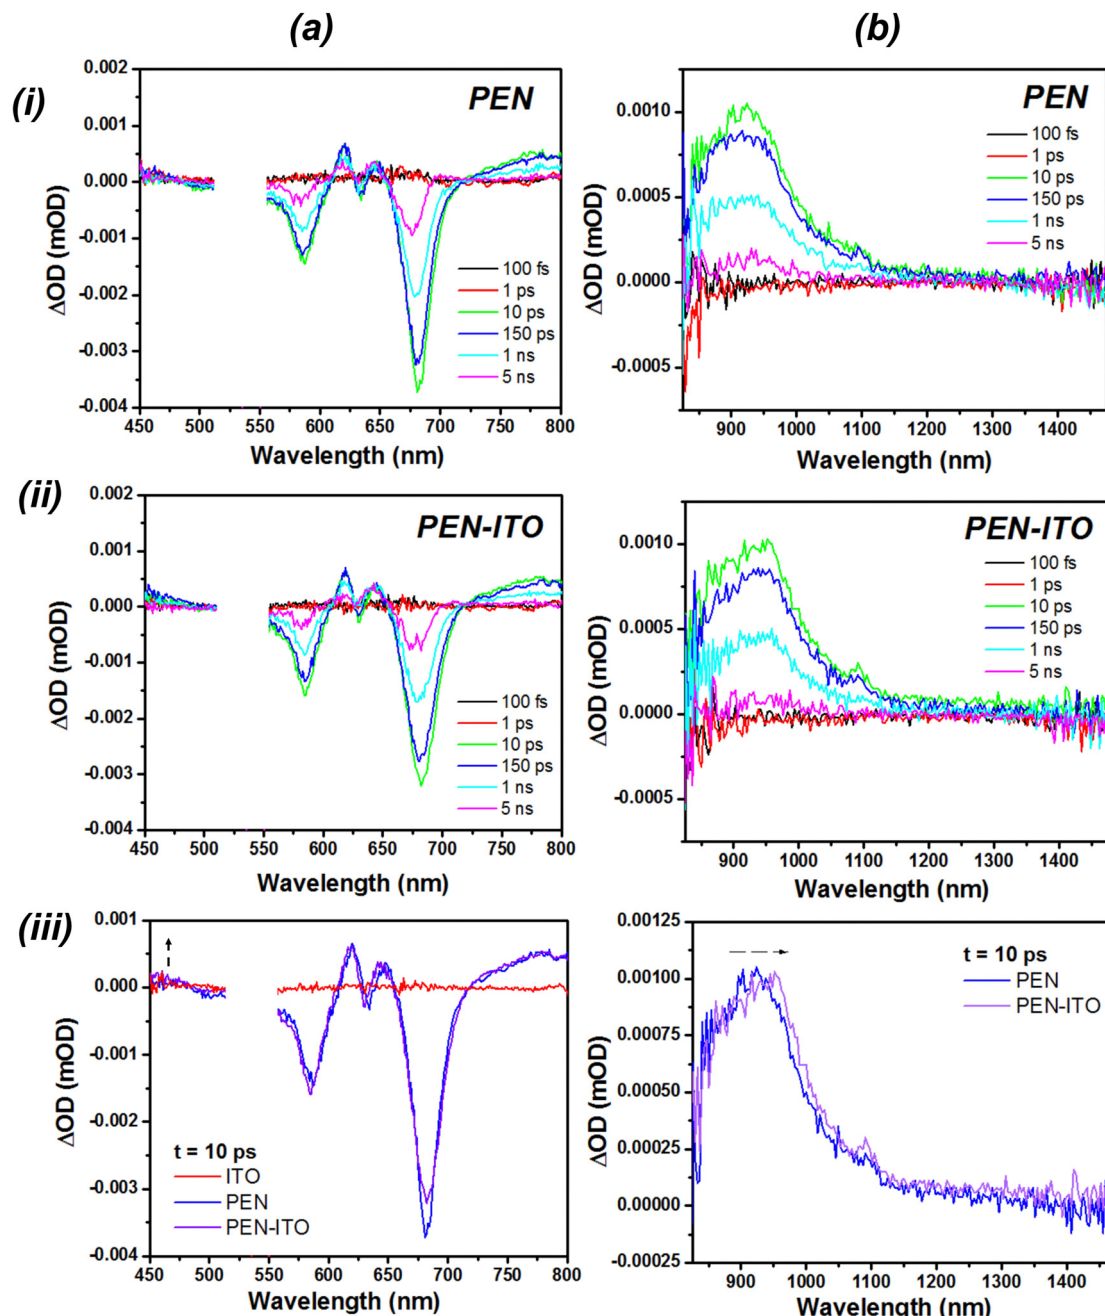 (a)
(b)
(i)
PEN
0.002
0.001
0.000
-0.001
-0.002
-0.003
-0.004
ΔOD (mOD)
100 fs
1 ps
10 ps
150 ps
1 ns
5 ns
450 500 550 600 650 700 750 800
Wavelength (nm)
PEN
0.0010
0.0005
0.0000
-0.0005
ΔOD (mOD)
100 fs
1 ps
10 ps
150 ps
1 ns
5 ns
900 1000 1100 1200 1300 1400
Wavelength (nm)
(ii)
PEN-ITO
0.002
0.001
0.000
-0.001
-0.002
-0.003
-0.004
ΔOD (mOD)
100 fs
1 ps
10 ps
150 ps
1 ns
5 ns
450 500 550 600 650 700 750 800
Wavelength (nm)
PEN-ITO
0.0010
0.0005
0.0000
-0.0005
ΔOD (mOD)
100 fs
1 ps
10 ps
150 ps
1 ns
5 ns
900 1000 1100 1200 1300 1400
Wavelength (nm)
(iii)
0.001
0.000
-0.001
-0.002
-0.003
-0.004
ΔOD (mOD)
t = 10 ps
ITO
PEN
PEN-ITO
450 500 550 600 650 700 750 800
Wavelength (nm)
0.00125
0.00100
0.00075
0.00050
0.00025
0.00000
-0.00025
ΔOD (mOD)
t = 10 ps
PEN
PEN-ITO
900 1000 1100 1200 1300 1400
Wavelength (nm)